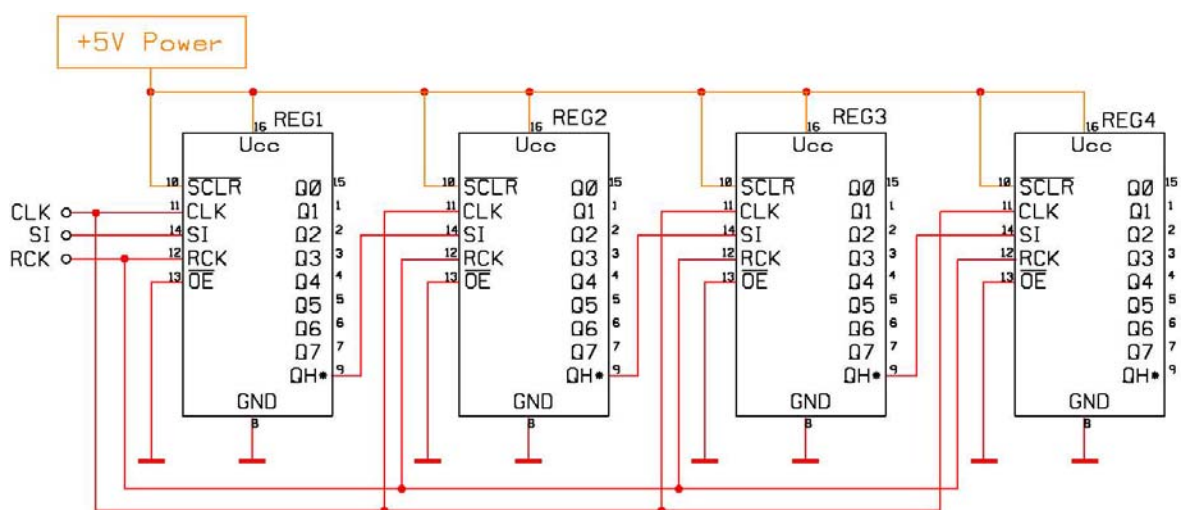 +5V Power
REG1
REG2
REG3
REG4
16
16
16
16
Ucc
Ucc
Ucc
Ucc
10 SCLR Q0 15
10 SCLR Q0 15
10 SCLR Q0 15
10 SCLR Q0 15
CLK 11 CLK Q1 1
11 CLK Q1 1
11 CLK Q1 1
11 CLK Q1 1
SI 14 SI Q2 2
14 SI Q2 2
14 SI Q2 2
14 SI Q2 2
RCK 12 RCK Q3 3
12 RCK Q3 3
12 RCK Q3 3
12 RCK Q3 3
13 OE Q4 4
13 OE Q4 4
13 OE Q4 4
13 OE Q4 4
Q5 5
Q5 5
Q5 5
Q5 5
Q6 6
Q6 6
Q6 6
Q6 6
Q7 7
Q7 7
Q7 7
Q7 7
QH* 9
QH* 9
QH* 9
QH* 9
GND
GND
GND
GND
8
8
8
8